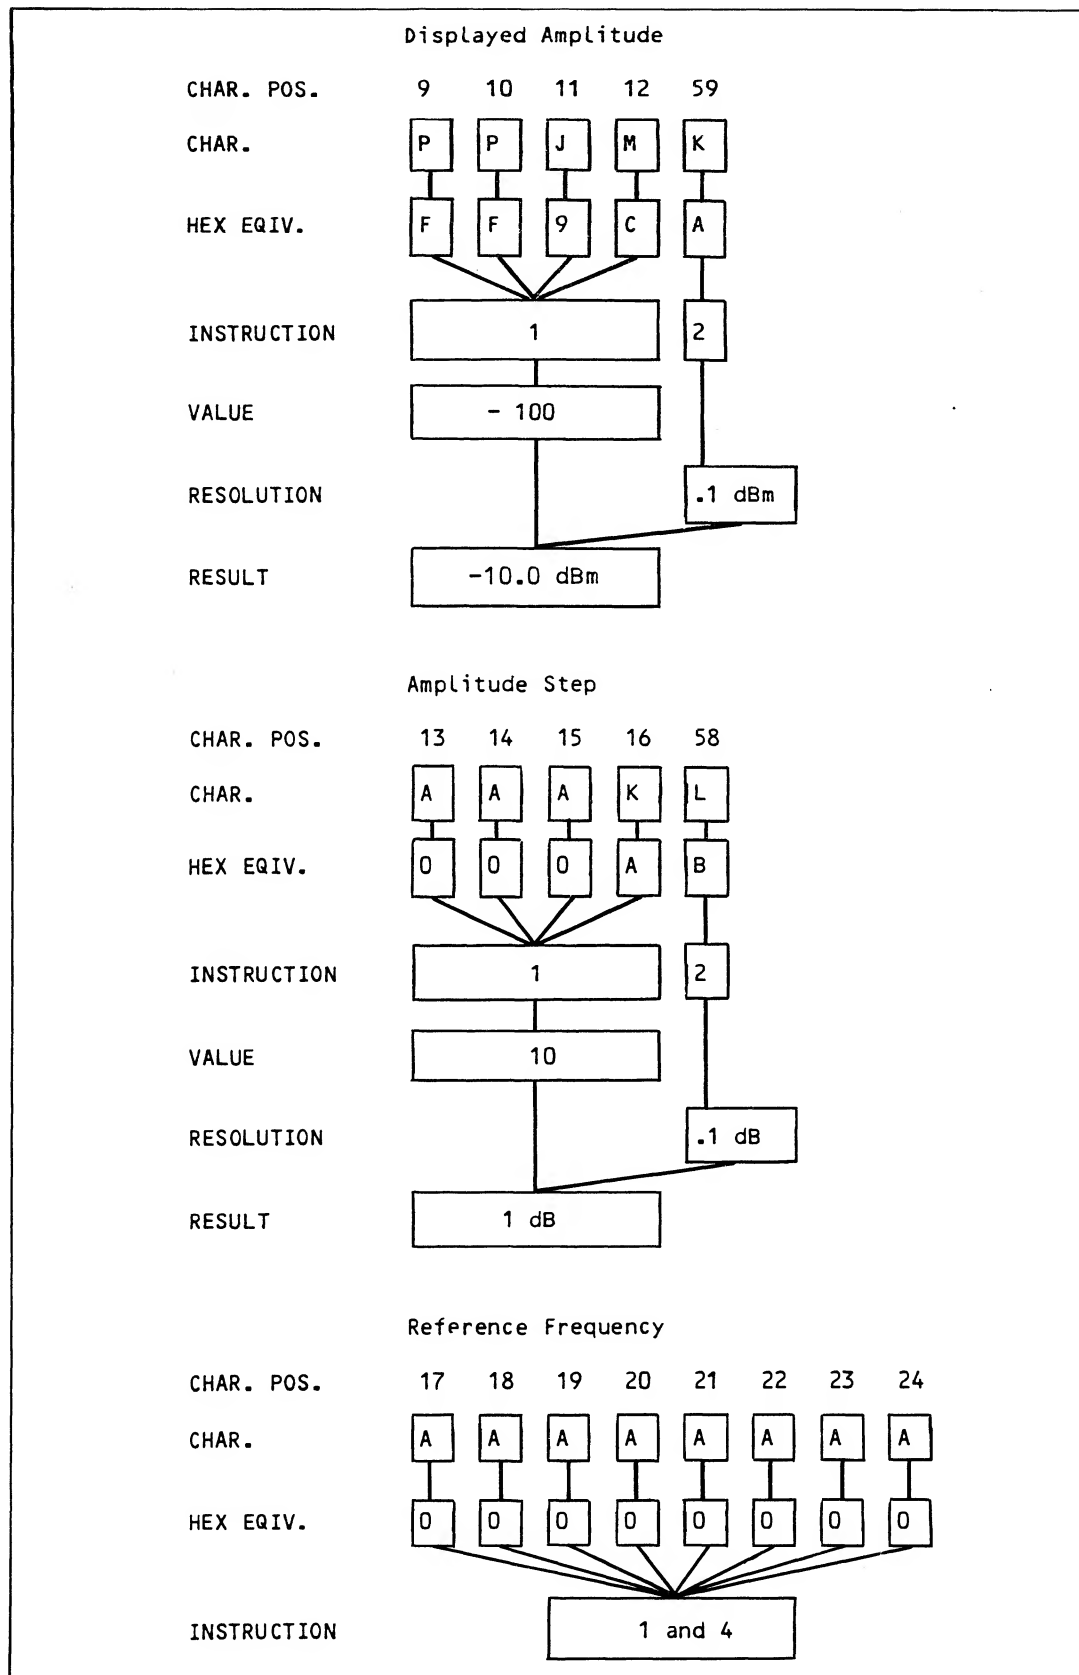 Displayed Amplitude
CHAR. POS. 9 10 11 12 59
CHAR. P P J M K
HEX EQIV. F F 9 C A
INSTRUCTION 1 2
VALUE - 100
RESOLUTION .1 dBm
RESULT -10.0 dBm
Amplitude Step
CHAR. POS. 13 14 15 16 58
CHAR. A A A K L
HEX EQIV. 0 0 0 A B
INSTRUCTION 1 2
VALUE 10
RESOLUTION .1 dB
RESULT 1 dB
Reference Frequency
CHAR. POS. 17 18 19 20 21 22 23 24
CHAR. A A A A A A A A
HEX EQIV. 0 0 0 0 0 0 0 0
INSTRUCTION 1 and 4